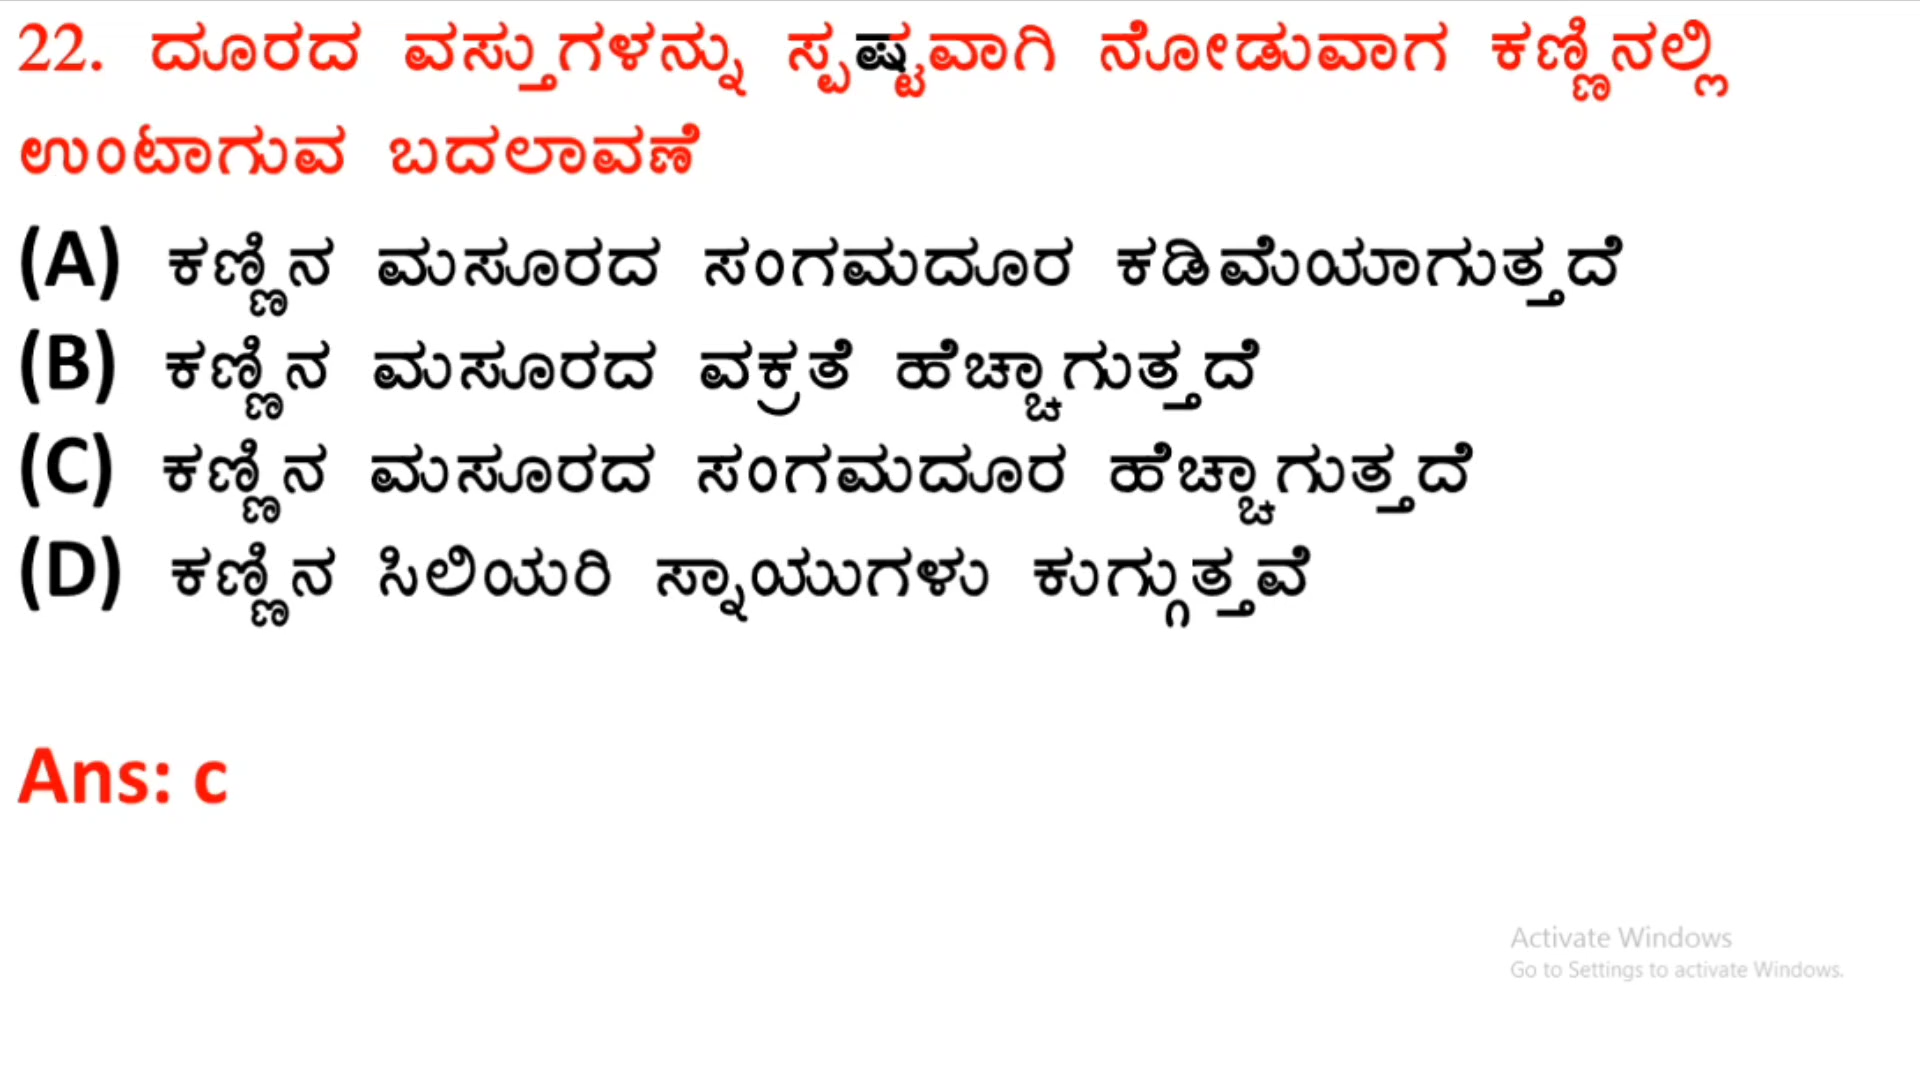 22. ದೂರದ ವಸ್ತುಗಳನ್ನು ಸ್ಪಷ್ಟವಾಗಿ ನೋಡುವಾಗ ಕಣ್ಣಿನಲ್ಲಿ
ಉಂಟಾಗುವ ಬದಲಾವಣೆ
(A) ಕಣ್ಣಿನ ಮಸೂರದ ಸಂಗಮದೂರ ಕಡಿಮೆಯಾಗುತ್ತದೆ
(B) ಕಣ್ಣಿನ ಮಸೂರದ ವಕ್ರತೆ ಹೆಚ್ಚಾಗುತ್ತದೆ
(C) ಕಣ್ಣಿನ ಮಸೂರದ ಸಂಗಮದೂರ ಹೆಚ್ಚಾಗುತ್ತದೆ
(D) ಕಣ್ಣಿನ ಸಿಲಿಯರಿ ಸ್ನಾಯುಗಳು ಕುಗ್ಗುತ್ತವೆ
Ans: c
Activate Windows
Go to Settings to activate Windows.